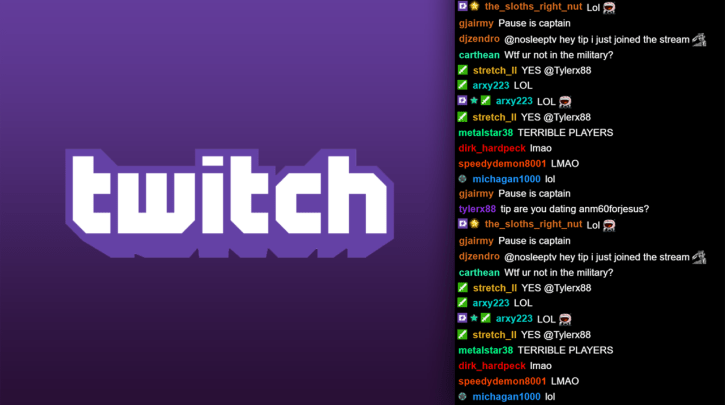 twitch
the_sloths_right_nut Lol
gjairmy Pause is captain
djzendro @nosleeptv hey tip i just joined the stream
carthean Wtf ur not in the military?
stretch_ll YES @Tylerx88
arxy223 LOL
arxy223 LOL
stretch_ll YES @Tylerx88
metalstar38 TERRIBLE PLAYERS
dirk_hardpeck lmao
speedydemon8001 LMAO
michagan1000 lol
gjairmy Pause is captain
tylerx88 tip are you dating anm60forjesus?
the_sloths_right_nut Lol
gjairmy Pause is captain
djzendro @nosleeptv hey tip i just joined the stream
carthean Wtf ur not in the military?
stretch_ll YES @Tylerx88
arxy223 LOL
arxy223 LOL
stretch_ll YES @Tylerx88
metalstar38 TERRIBLE PLAYERS
dirk_hardpeck lmao
speedydemon8001 LMAO
michagan1000 lol